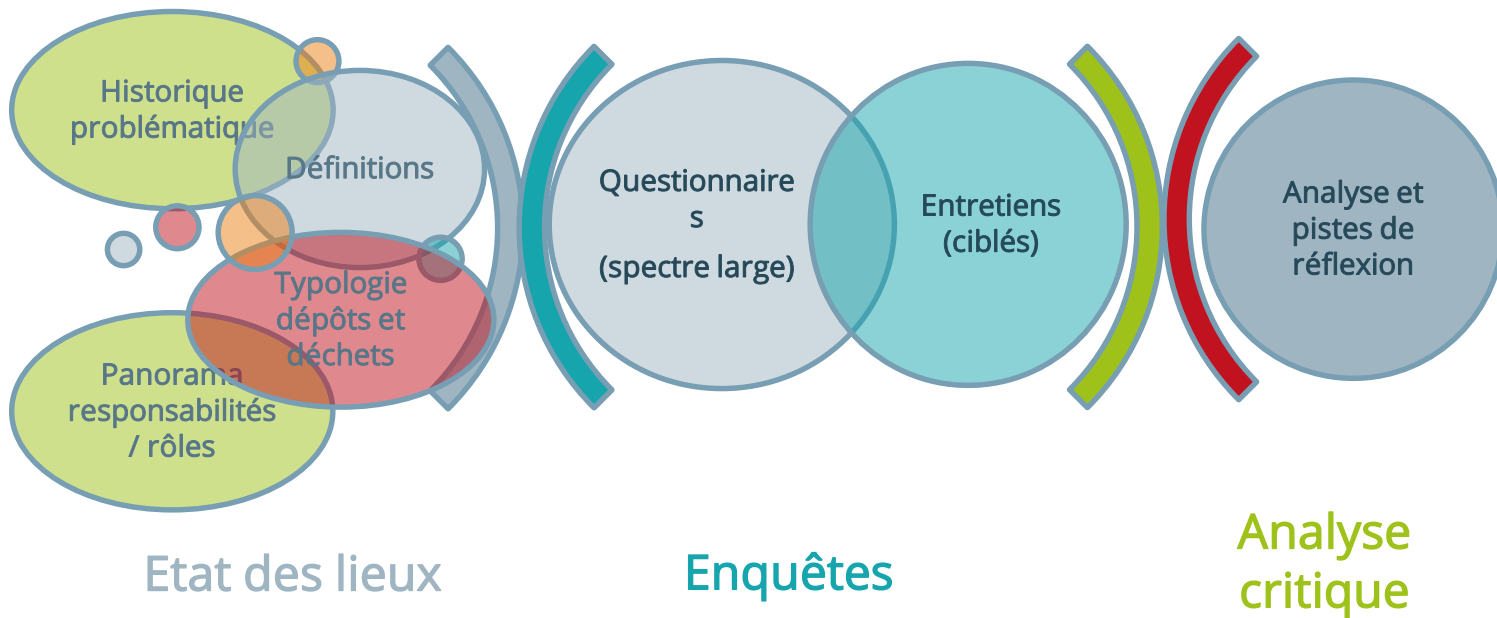 Historique
problématique
Définitions
Typologie
dépôts et
déchets
Panorama
responsabilités
/ rôles
Etat des lieux
Questionnaire
s
(spectre large)
Entretiens
(ciblés)
Enquêtes
Analyse et
pistes de
réflexion
Analyse
critique